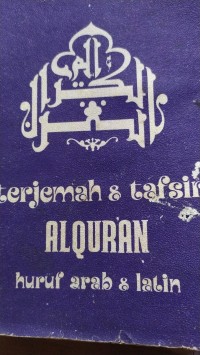 القرآن الكريم
terjemah & tafsir
ALQURAN
huruf arab & latin